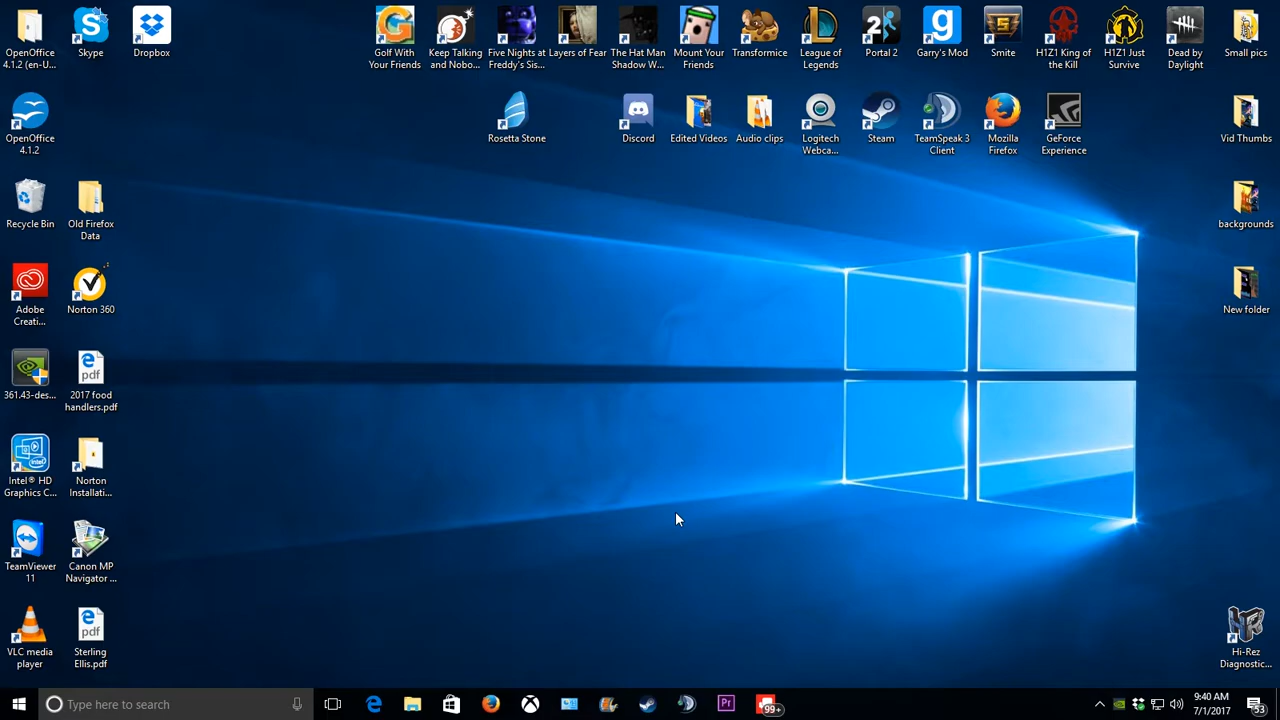 OpenOffice
4.1.2 (en-U...
Skype
Dropbox
Golf With
Your Friends
Keep Talking
and Nobo...
Five Nights at
Freddy's Sis...
Layers of Fear
The Hat Man
Shadow W...
Mount Your
Friends
Transformice
League of
Legends
Portal 2
Garry's Mod
Smite
H1Z1 King of
the Kill
H1Z1 Just
Survive
Dead by
Daylight
Small pics
OpenOffice
4.1.2
Rosetta Stone
Discord
Edited Videos
Audio clips
Logitech
Webca...
Steam
TeamSpeak 3
Client
Mozilla
Firefox
GeForce
Experience
Vid Thumbs
Recycle Bin
Old Firefox
Data
backgrounds
Adobe
Creati...
Norton 360
New folder
361.43-des...
pdf
2017 food
handlers.pdf
Intel® HD
Graphics C...
Norton
Installati...
TeamViewer
11
Canon MP
Navigator ...
VLC media
player
pdf
Sterling
Ellis.pdf
Hi-Rez
Diagnostic...
Type here to search
Pr
99+
9:40 AM
7/1/2017
53